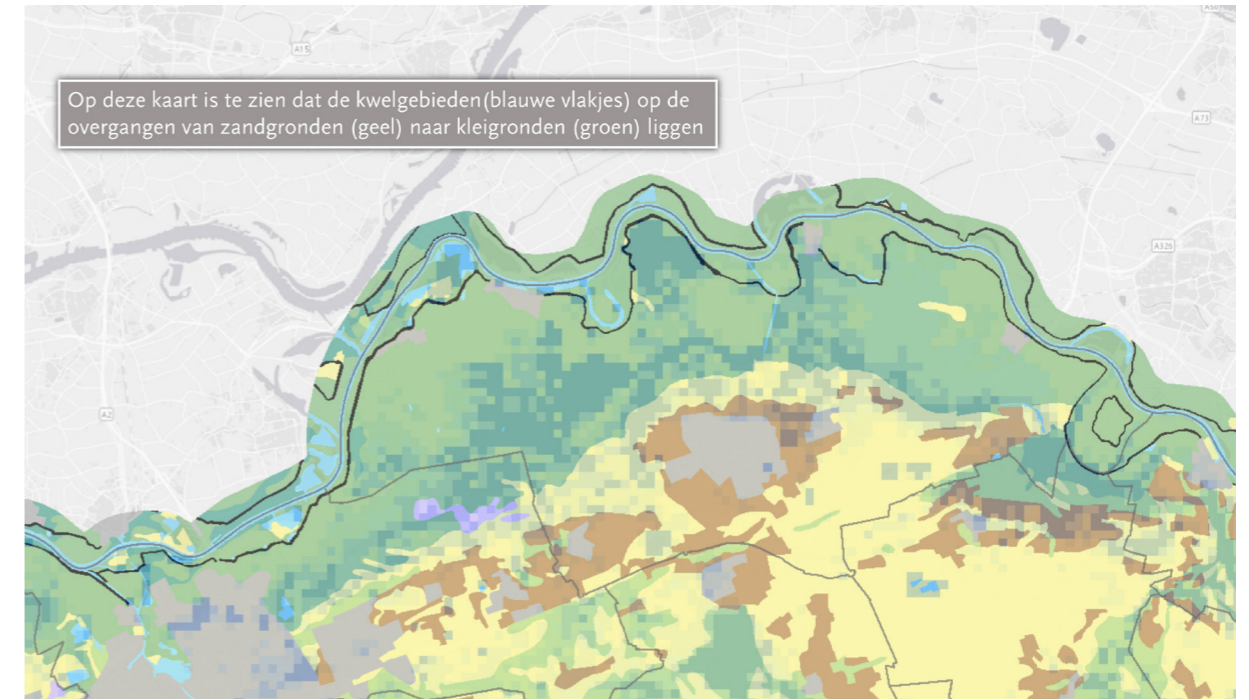 A50
A15
Op deze kaart is te zien dat de kwelgebieden(blauwe vlakjes) op de
overgangen van zandgronden (geel) naar kleigronden (groen) liggen
A73
A326
A2